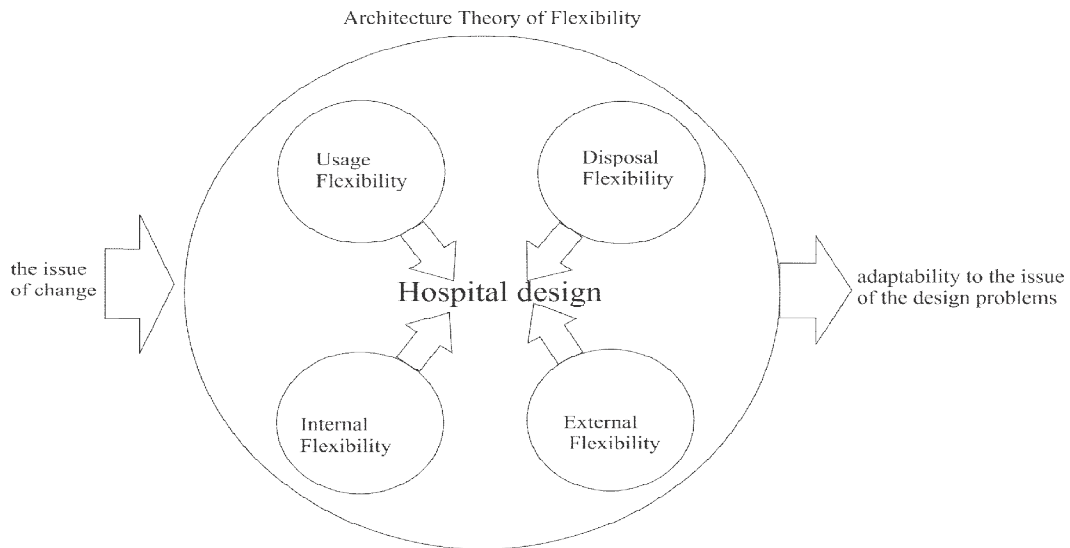 Architecture Theory of Flexibility
Usage
Flexibility
Disposal
Flexibility
the issue
of change
Hospital design
adaptability to the issue
of the design problems
Internal
Flexibility
External
Flexibility